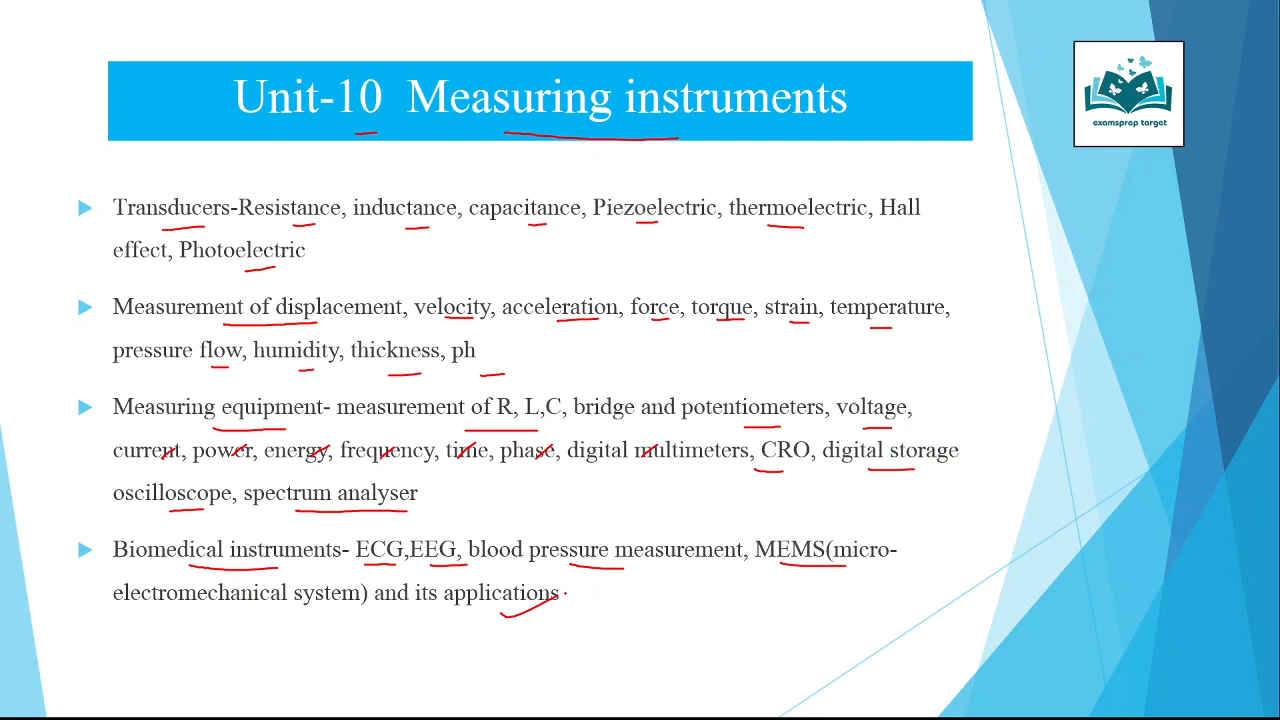 Unit-10 Measuring instruments
examsprep target
Transducers-Resistance, inductance, capacitance, Piezoelectric, thermoelectric, Hall
effect, Photoelectric
Measurement of displacement, velocity, acceleration, force, torque, strain, temperature,
pressure flow, humidity, thickness, ph
Measuring equipment- measurement of R, L,C, bridge and potentiometers, voltage,
current, power, energy, frequency, time, phase, digital multimeters, CRO, digital storage
oscilloscope, spectrum analyser
Biomedical instruments- ECG,EEG, blood pressure measurement, MEMS(micro-
electromechanical system) and its applications